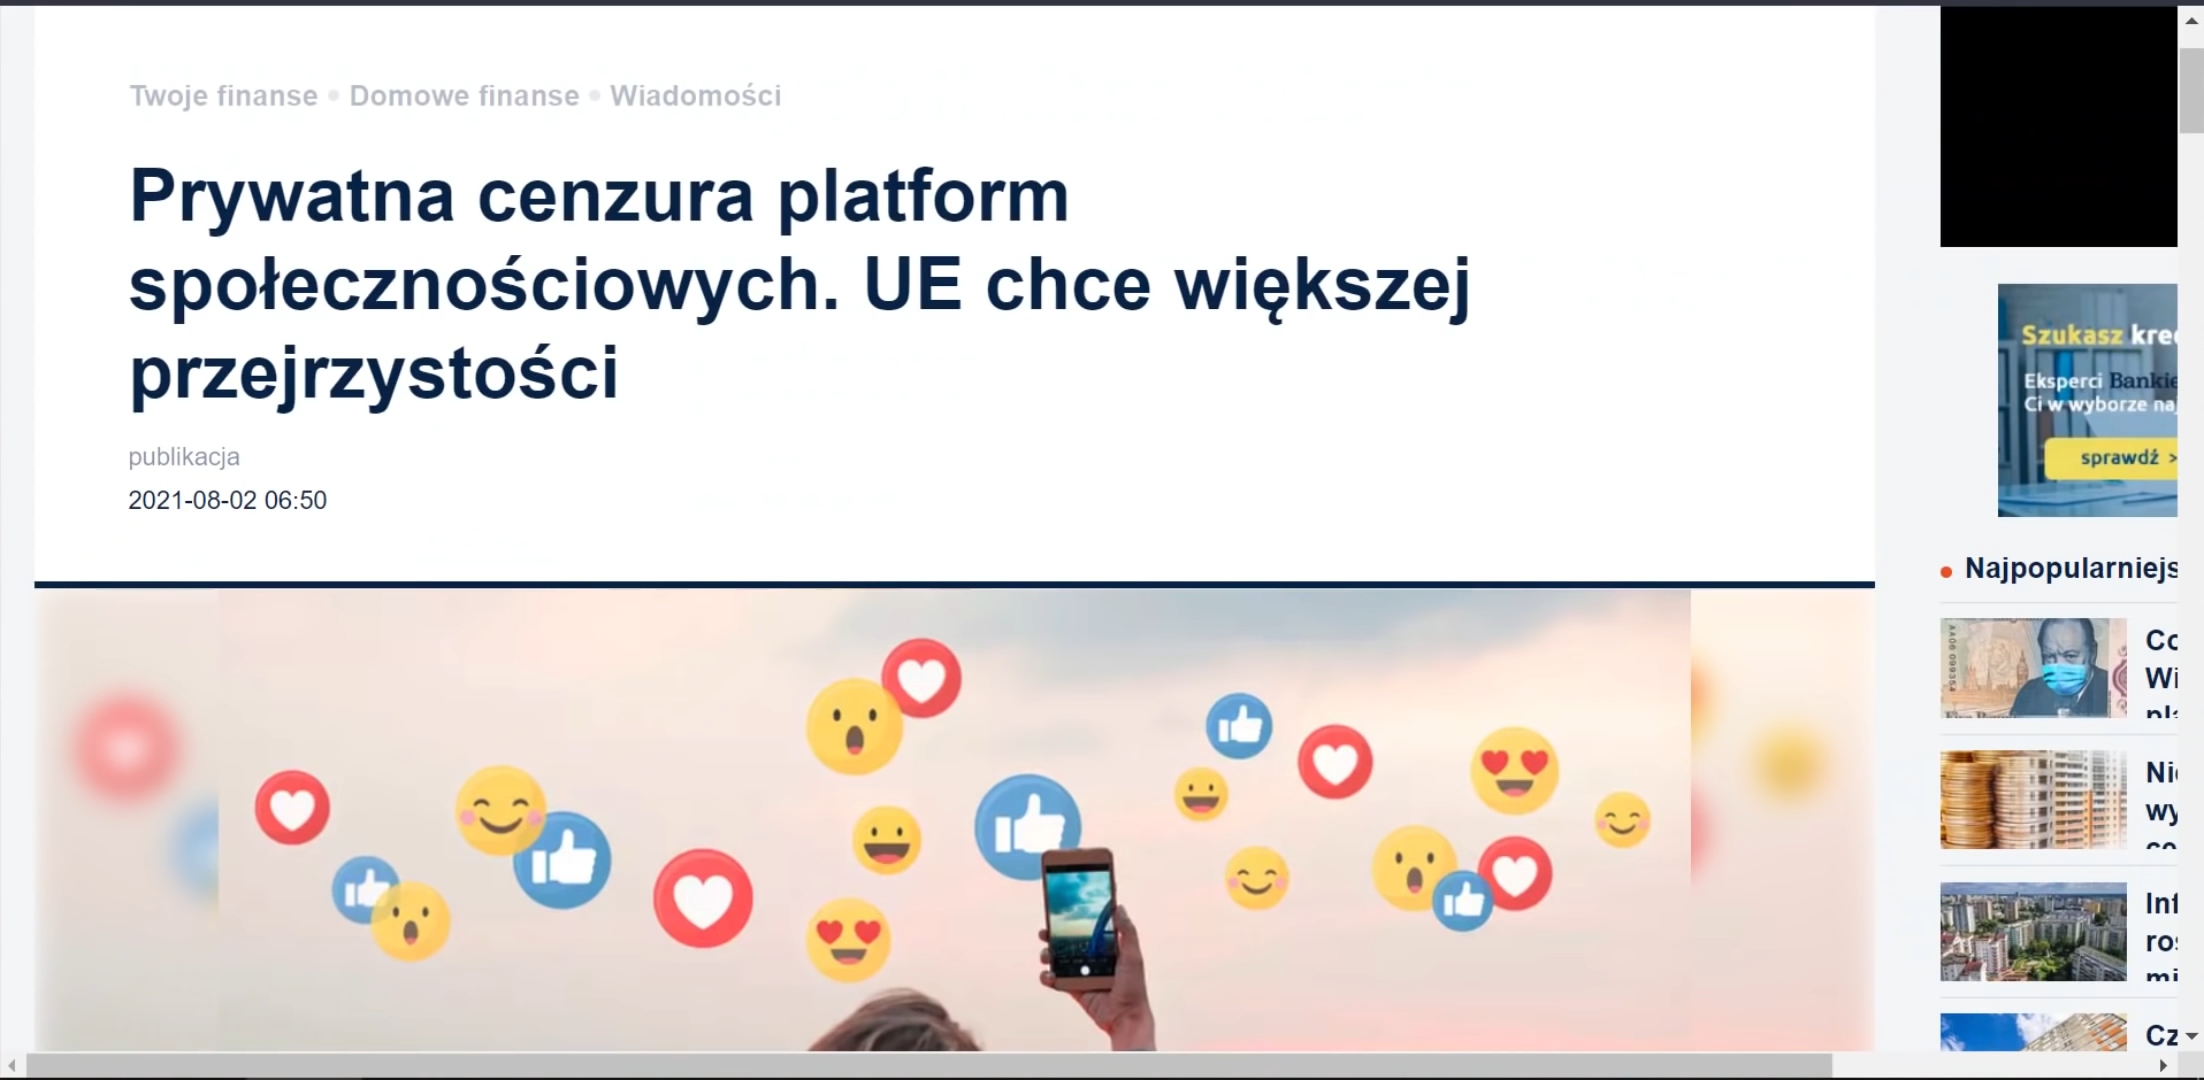 Twoje finanse • Domowe finanse • Wiadomości
Prywatna cenzura platform
społecznościowych. UE chce większej
przejrzystości
publikacja
2021-08-02 06:50
Szukasz
Eksperci
Ci w wyborze
sprawdź >